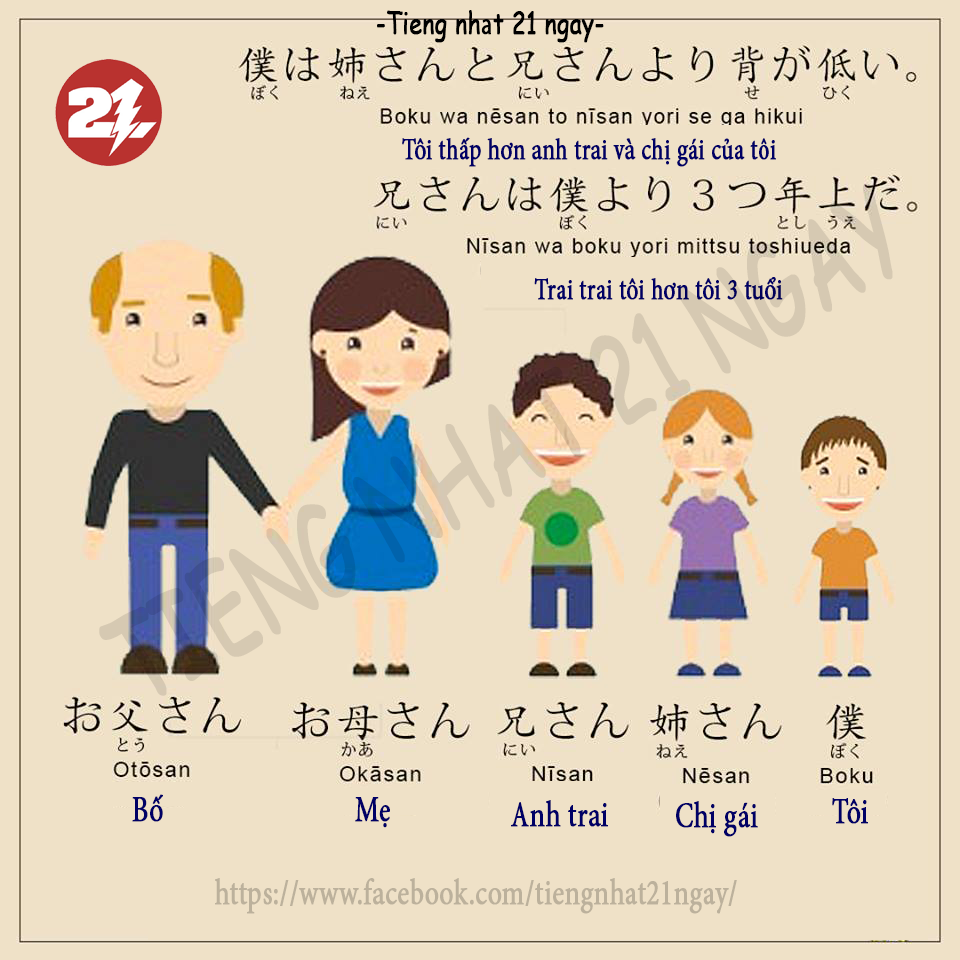 -Tieng nhat 21 ngay-
21
僕は姉さんと兄さんより背が低い。
ぼく ねえ にい せ ひく
Boku wa nēsan to nīsan yori se ga hikui
Tôi thấp hơn anh trai và chị gái của tôi
兄さんは僕より３つ年上だ。
にい ぼく とし うえ
Nīsan wa boku yori mittsu toshiueda
Trai trai tôi hơn tôi 3 tuổi
TIENG NHAT 21 NGAY
お父さん お母さん 兄さん 姉さん 僕
とう かあ にい ねえ ぼく
Otōsan Okāsan Nīsan Nēsan Boku
Bố Mẹ Anh trai Chị gái Tôi
https://www.facebook.com/tiengnhat21ngay/